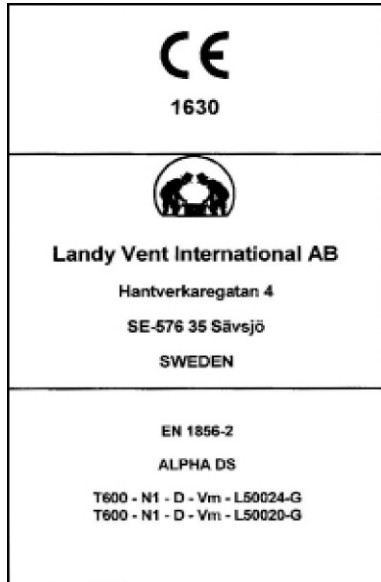 CE
1630
Landy Vent International AB
Hantverkaregatan 4
SE-576 35 Sävsjö
SWEDEN
EN 1856-2
ALPHA DS
T600 - N1 - D - Vm - L50024-G
T600 - N1 - D - Vm - L50020-G